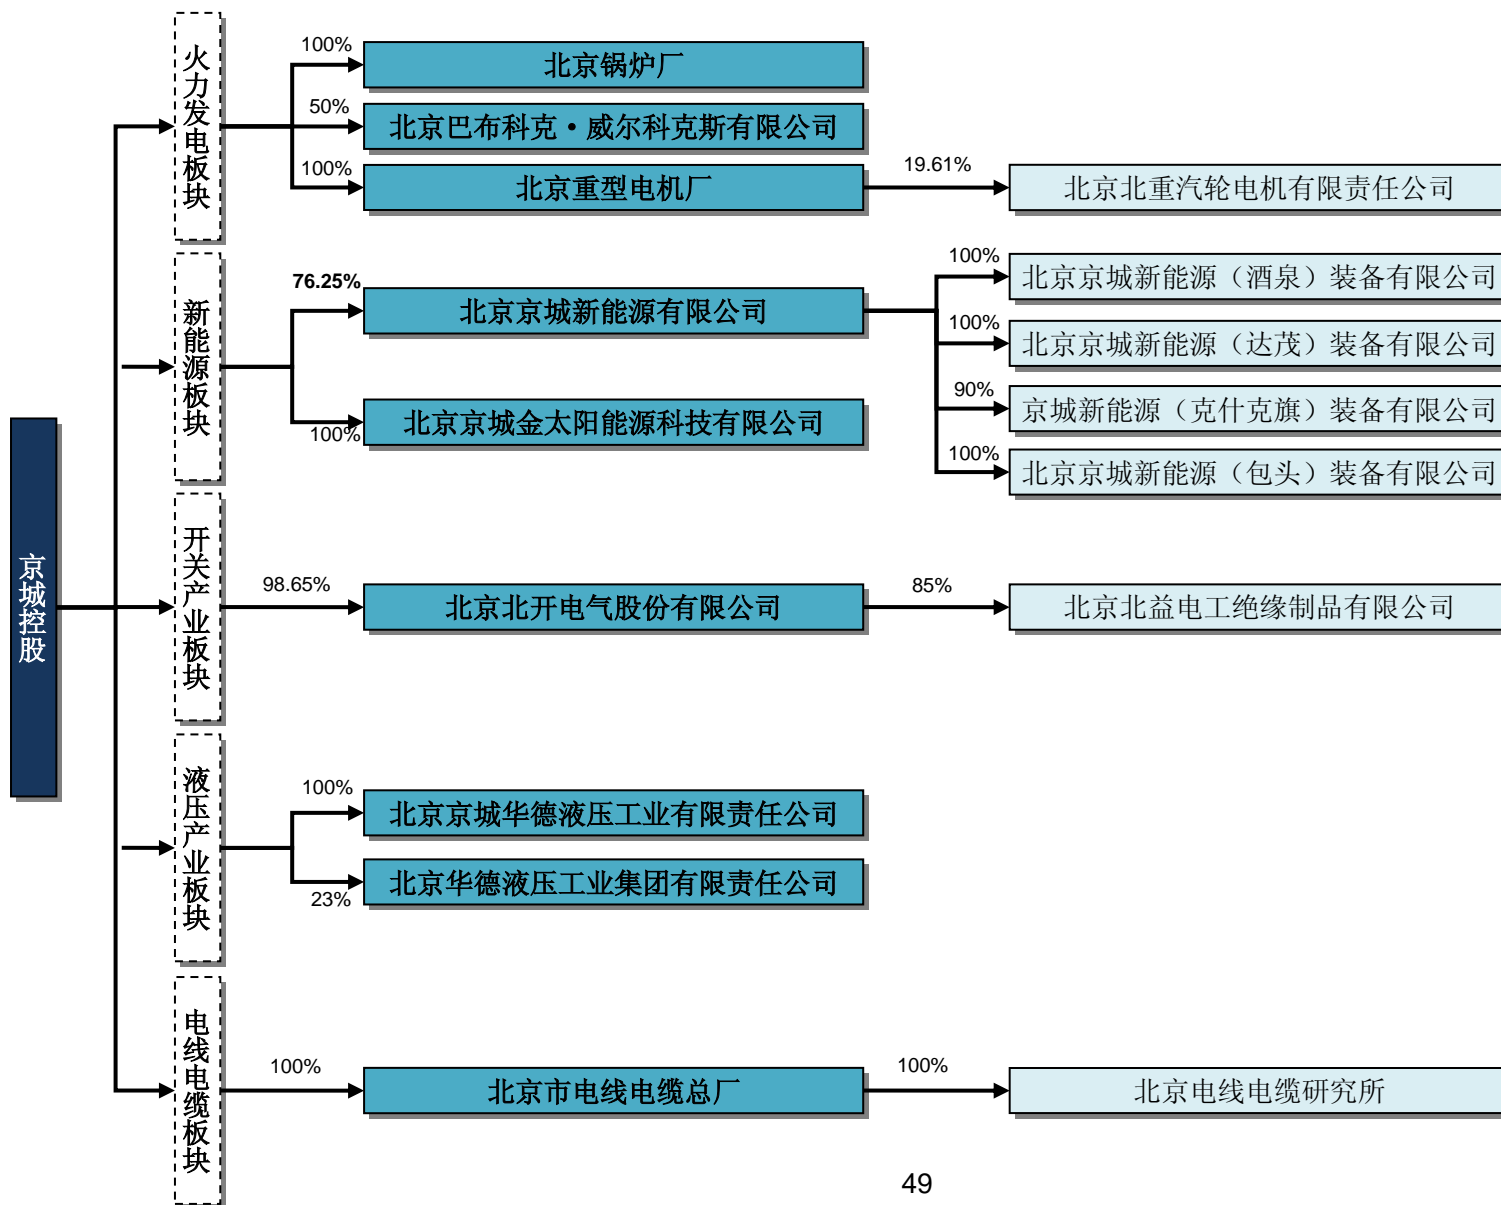 京城控股
火力发电板块
100%
北京锅炉厂
50%
北京巴布科克·威尔科克斯有限公司
100%
北京重型电机厂
19.61%
北京北重汽轮电机有限责任公司
新能源板块
76.25%
北京京城新能源有限公司
100%
北京京城新能源（酒泉）装备有限公司
100%
北京京城新能源（达茂）装备有限公司
90%
京城新能源（克什克旗）装备有限公司
100%
北京京城新能源（包头）装备有限公司
100%
北京京城金太阳能源科技有限公司
开关产业板块
98.65%
北京北开电气股份有限公司
85%
北京北益电工绝缘制品有限公司
液压产业板块
100%
北京京城华德液压工业有限责任公司
23%
北京华德液压工业集团有限责任公司
电线电缆板块
100%
北京市电线电缆总厂
100%
北京电线电缆研究所
49